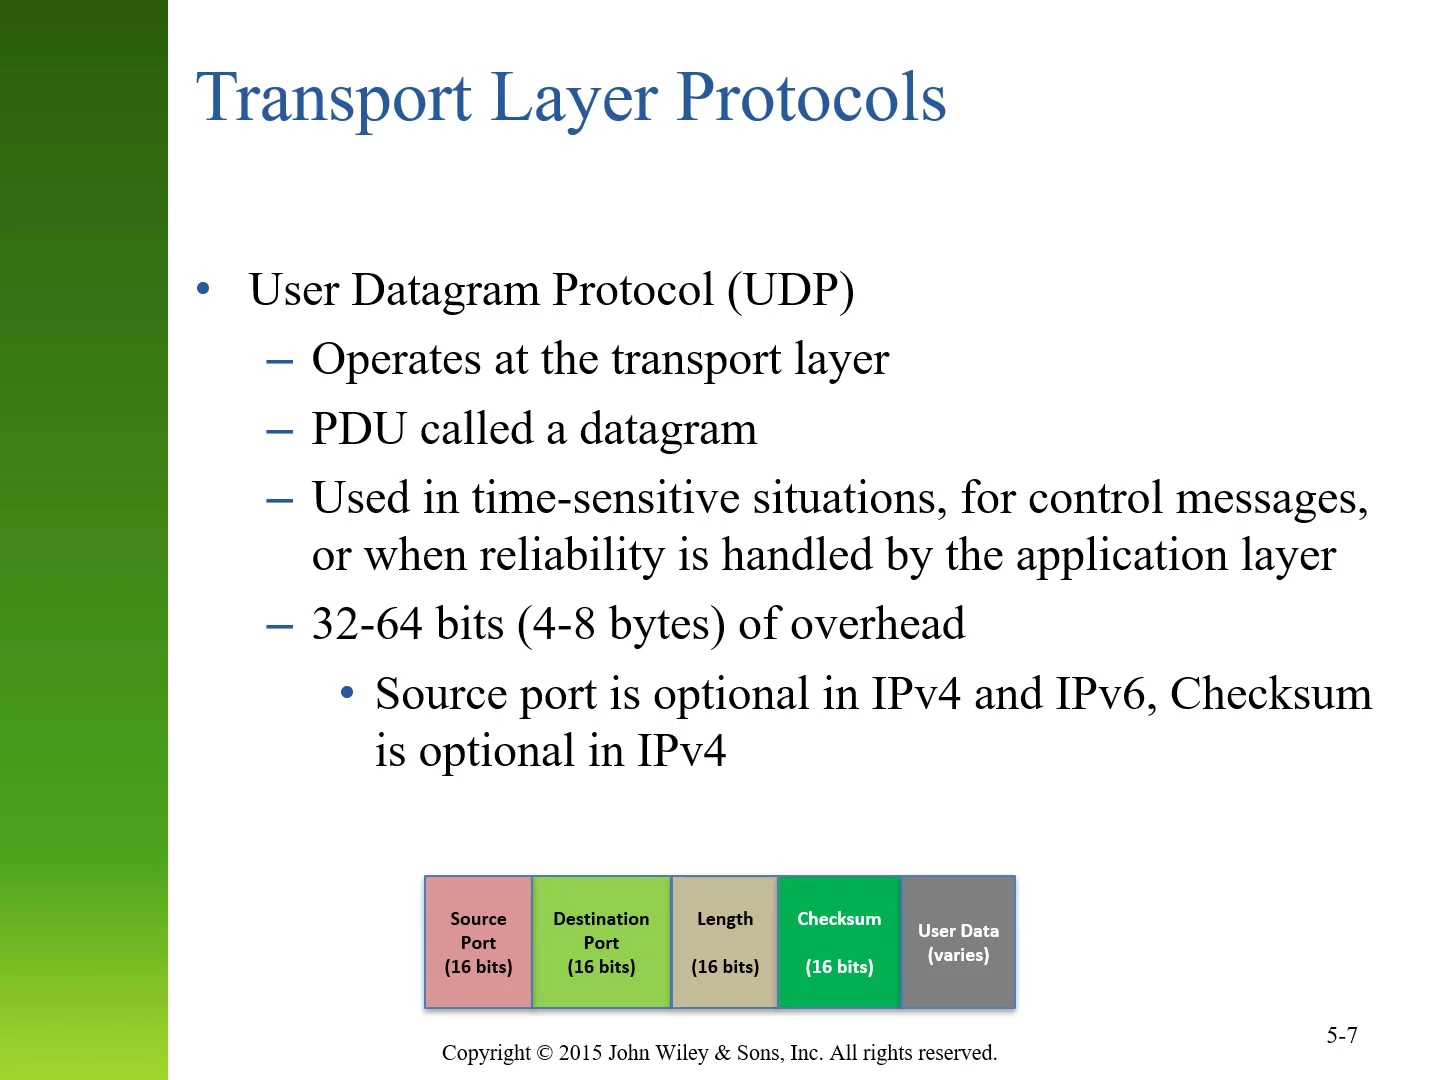 Transport Layer Protocols
• User Datagram Protocol (UDP)
– Operates at the transport layer
– PDU called a datagram
– Used in time-sensitive situations, for control messages,
or when reliability is handled by the application layer
– 32-64 bits (4-8 bytes) of overhead
• Source port is optional in IPv4 and IPv6, Checksum
is optional in IPv4
Source
Port
(16 bits)
Destination
Port
(16 bits)
Length
(16 bits)
Checksum
(16 bits)
User Data
(varies)
5-7
Copyright © 2015 John Wiley & Sons, Inc. All rights reserved.